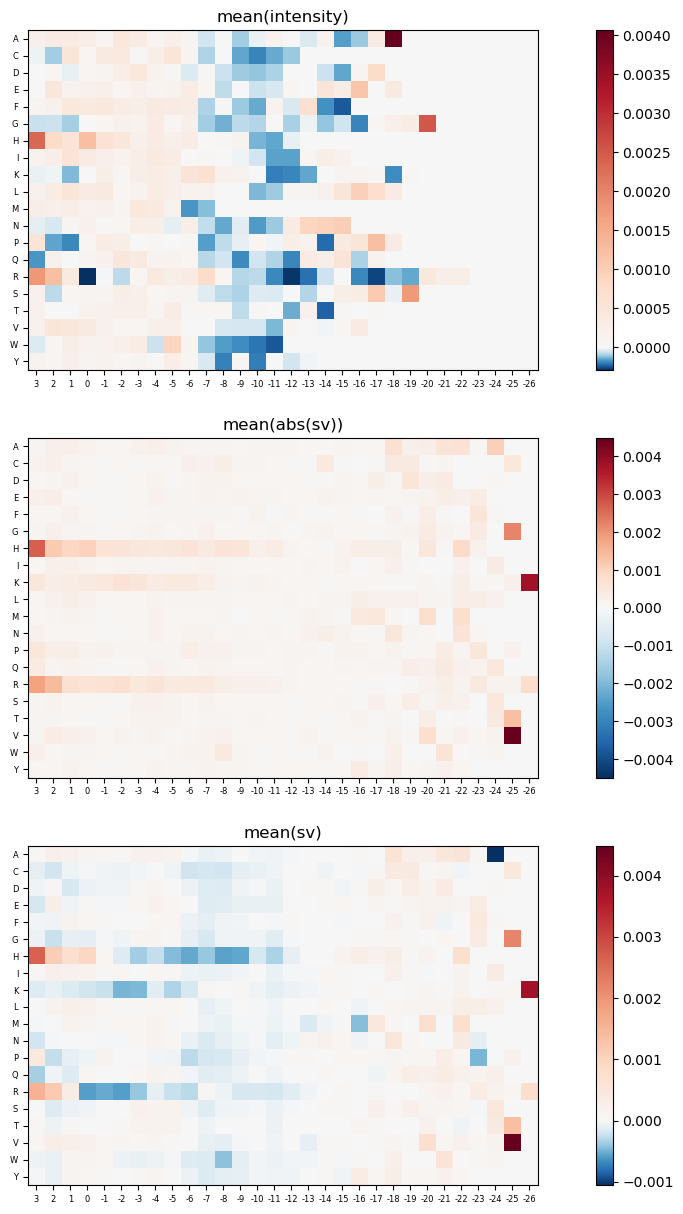 mean(intensity)
A
C
D
E
F
G
H
I
K
L
M
N
P
Q
R
S
T
V
W
Y
3 2 1 0 -1 -2 -3 -4 -5 -6 -7 -8 -9 -10 -11 -12 -13 -14 -15 -16 -17 -18 -19 -20 -21 -22 -23 -24 -25 -26
0.0040
0.0035
0.0030
0.0025
0.0020
0.0015
0.0010
0.0005
0.0000
mean(abs(sv))
A
C
D
E
F
G
H
I
K
L
M
N
P
Q
R
S
T
V
W
Y
3 2 1 0 -1 -2 -3 -4 -5 -6 -7 -8 -9 -10 -11 -12 -13 -14 -15 -16 -17 -18 -19 -20 -21 -22 -23 -24 -25 -26
0.004
0.003
0.002
0.001
0.000
−0.001
−0.002
−0.003
−0.004
mean(sv)
A
C
D
E
F
G
H
I
K
L
M
N
P
Q
R
S
T
V
W
Y
3 2 1 0 -1 -2 -3 -4 -5 -6 -7 -8 -9 -10 -11 -12 -13 -14 -15 -16 -17 -18 -19 -20 -21 -22 -23 -24 -25 -26
0.004
0.003
0.002
0.001
0.000
−0.001